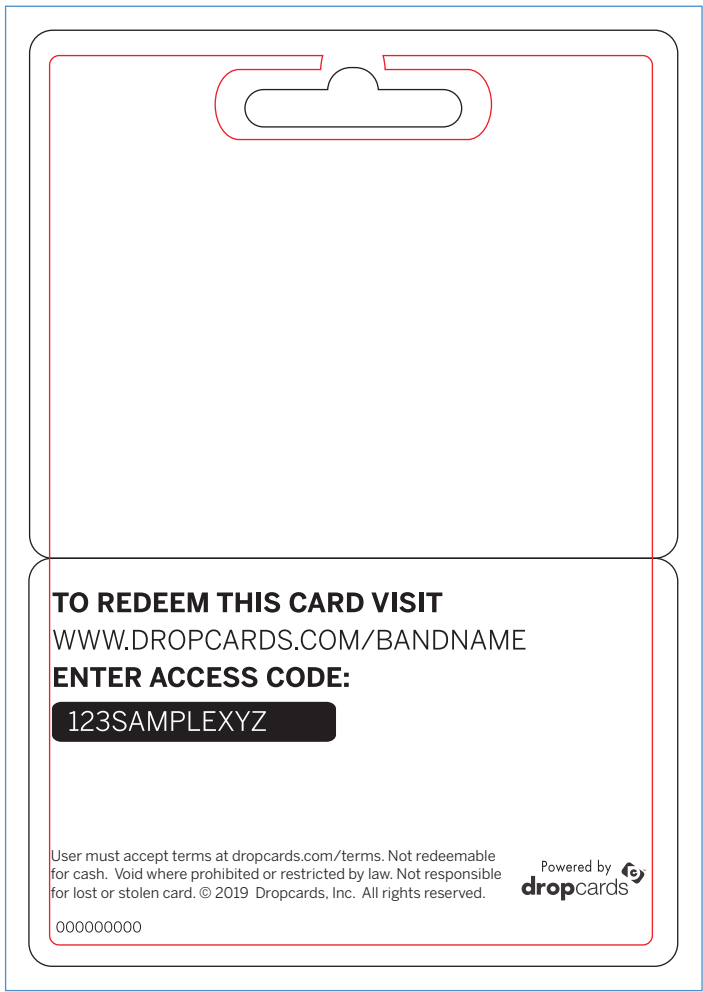 TO REDEEM THIS CARD VISIT
WWW.DROPCARDS.COM/BANDNAME
ENTER ACCESS CODE:
123SAMPLEXYZ
User must accept terms at dropcards.com/terms. Not redeemable
for cash.  Void where prohibited or restricted by law. Not responsible
for lost or stolen card. © 2019  Dropcards, Inc.  All rights reserved.
Powered by
dropcards
000000000